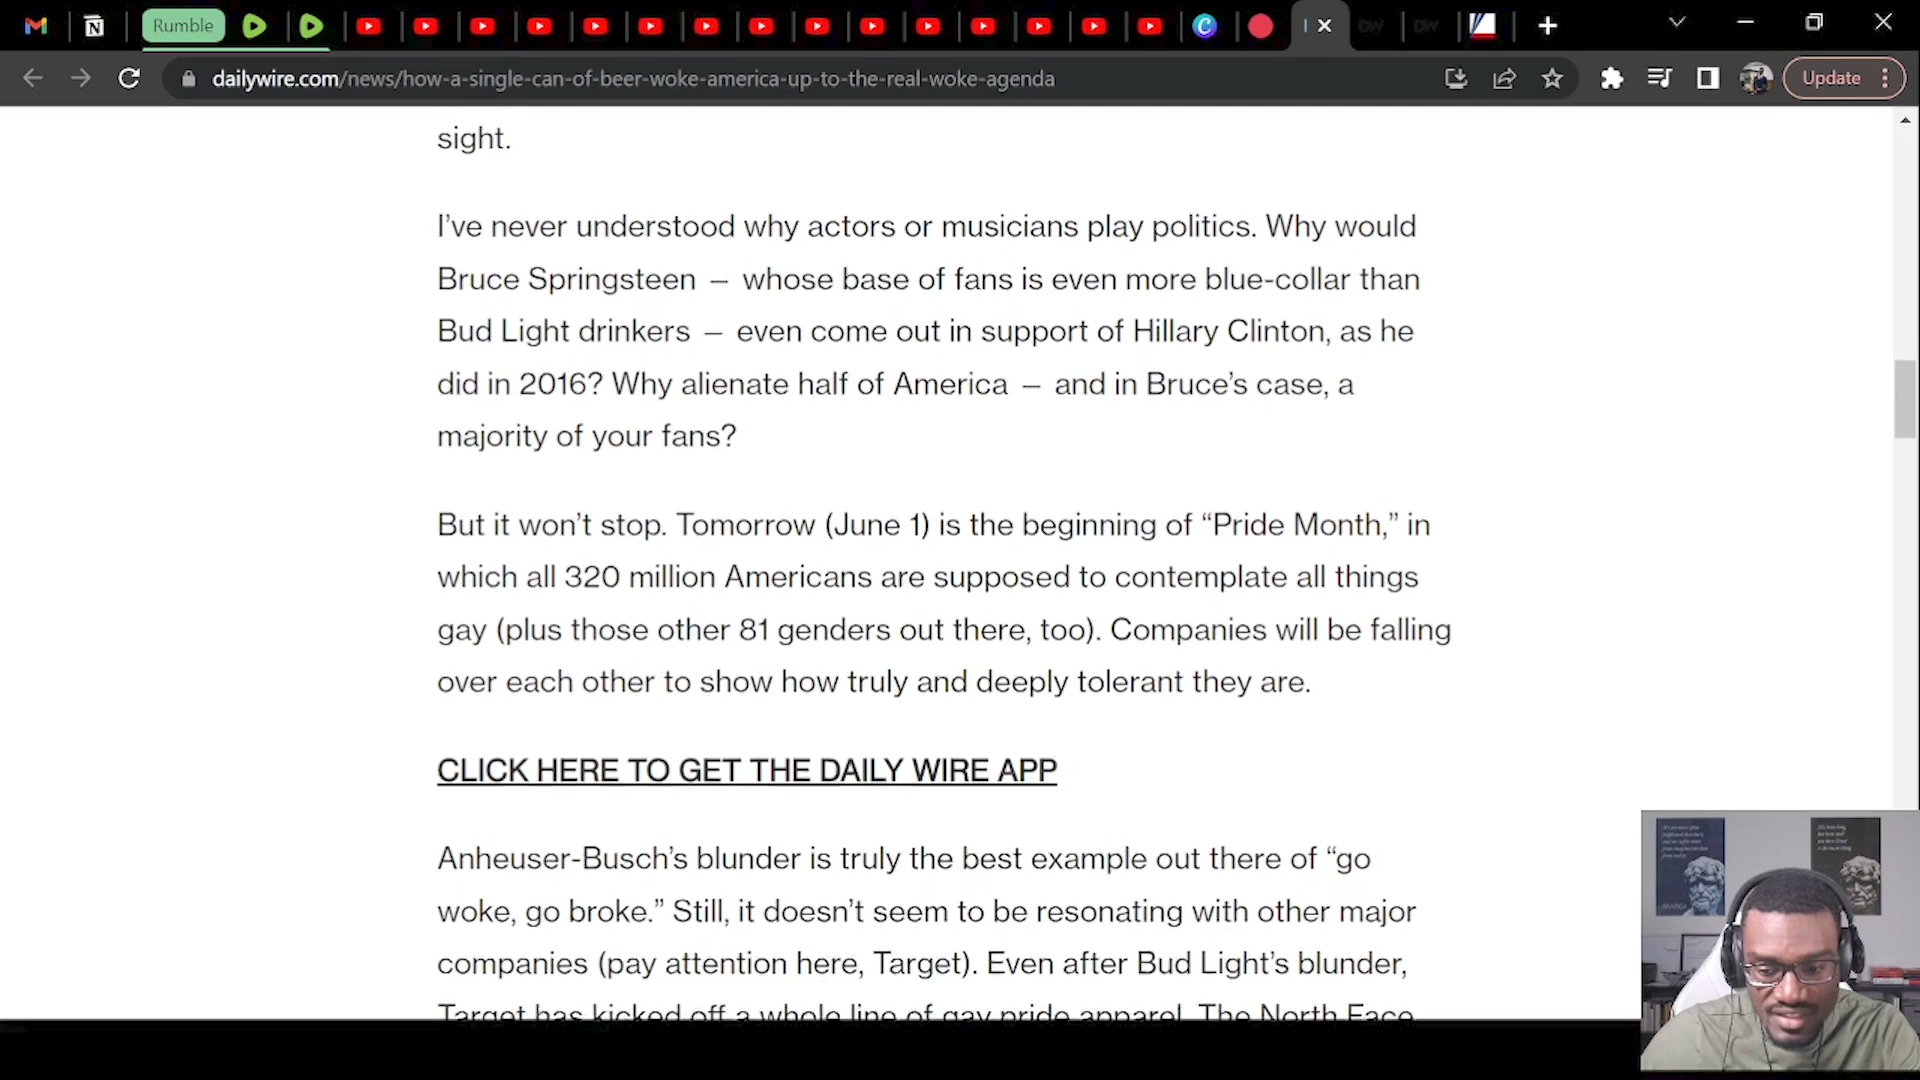 Rumble
dailywire.com/news/how-a-single-can-of-beer-woke-america-up-to-the-real-woke-agenda
Update
sight.
I've never understood why actors or musicians play politics. Why would
Bruce Springsteen — whose base of fans is even more blue-collar than
Bud Light drinkers — even come out in support of Hillary Clinton, as he
did in 2016? Why alienate half of America — and in Bruce's case, a
majority of your fans?
But it won't stop. Tomorrow (June 1) is the beginning of “Pride Month,” in
which all 320 million Americans are supposed to contemplate all things
gay (plus those other 81 genders out there, too). Companies will be falling
over each other to show how truly and deeply tolerant they are.
CLICK HERE TO GET THE DAILY WIRE APP
Anheuser-Busch's blunder is truly the best example out there of “go
woke, go broke.” Still, it doesn't seem to be resonating with other major
companies (pay attention here, Target). Even after Bud Light's blunder,
Target has kicked off a whole line of gay pride apparel. The North Face